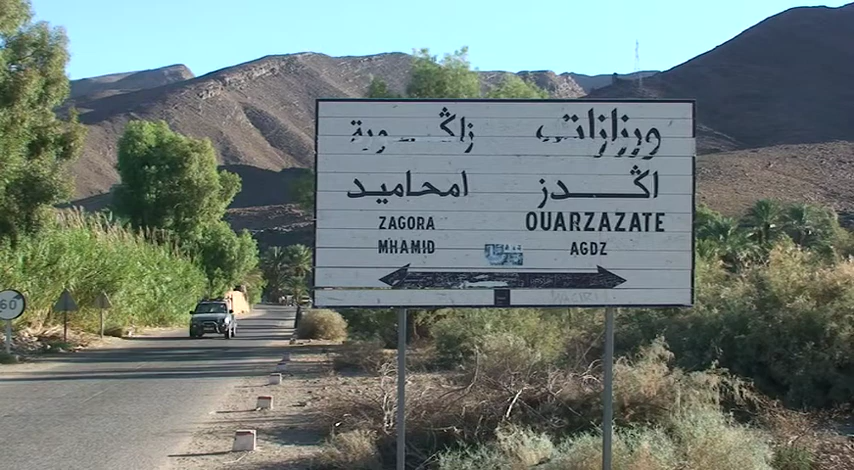 ورزازات
زاڭورة
اڭدز
امحاميد
ZAGORA
OUARZAZATE
MHAMID
AGDZ
60